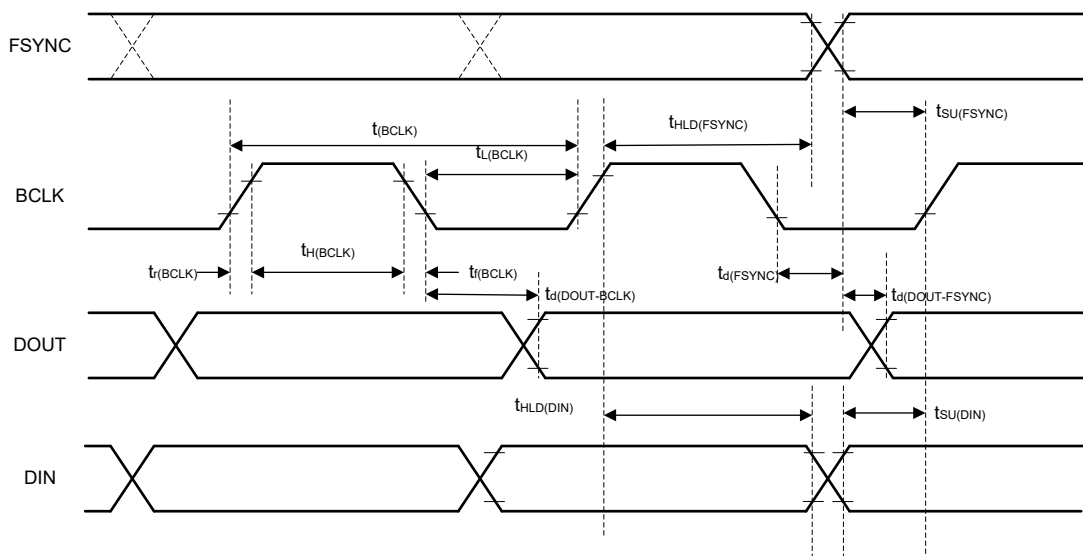 FSYNC
t(BCLK)
tHLD(FSYNC)
tSU(FSYNC)
tL(BCLK)
BCLK
tH(BCLK)
tr(BCLK)
tf(BCLK)
td(FSYNC)
td(DOUT-BCLK)
td(DOUT-FSYNC)
DOUT
tHLD(DIN)
tSU(DIN)
DIN